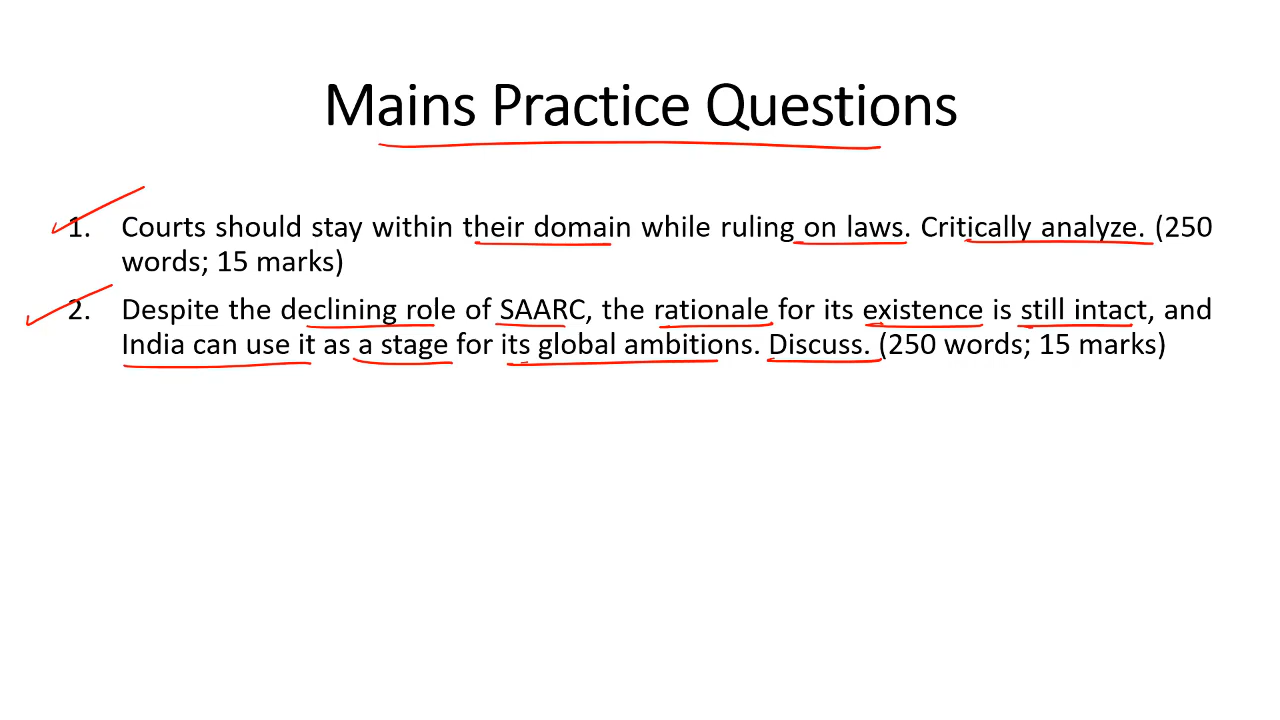 Mains Practice Questions
1. Courts should stay within their domain while ruling on laws. Critically analyze. (250
words; 15 marks)
2. Despite the declining role of SAARC, the rationale for its existence is still intact, and
India can use it as a stage for its global ambitions. Discuss. (250 words; 15 marks)